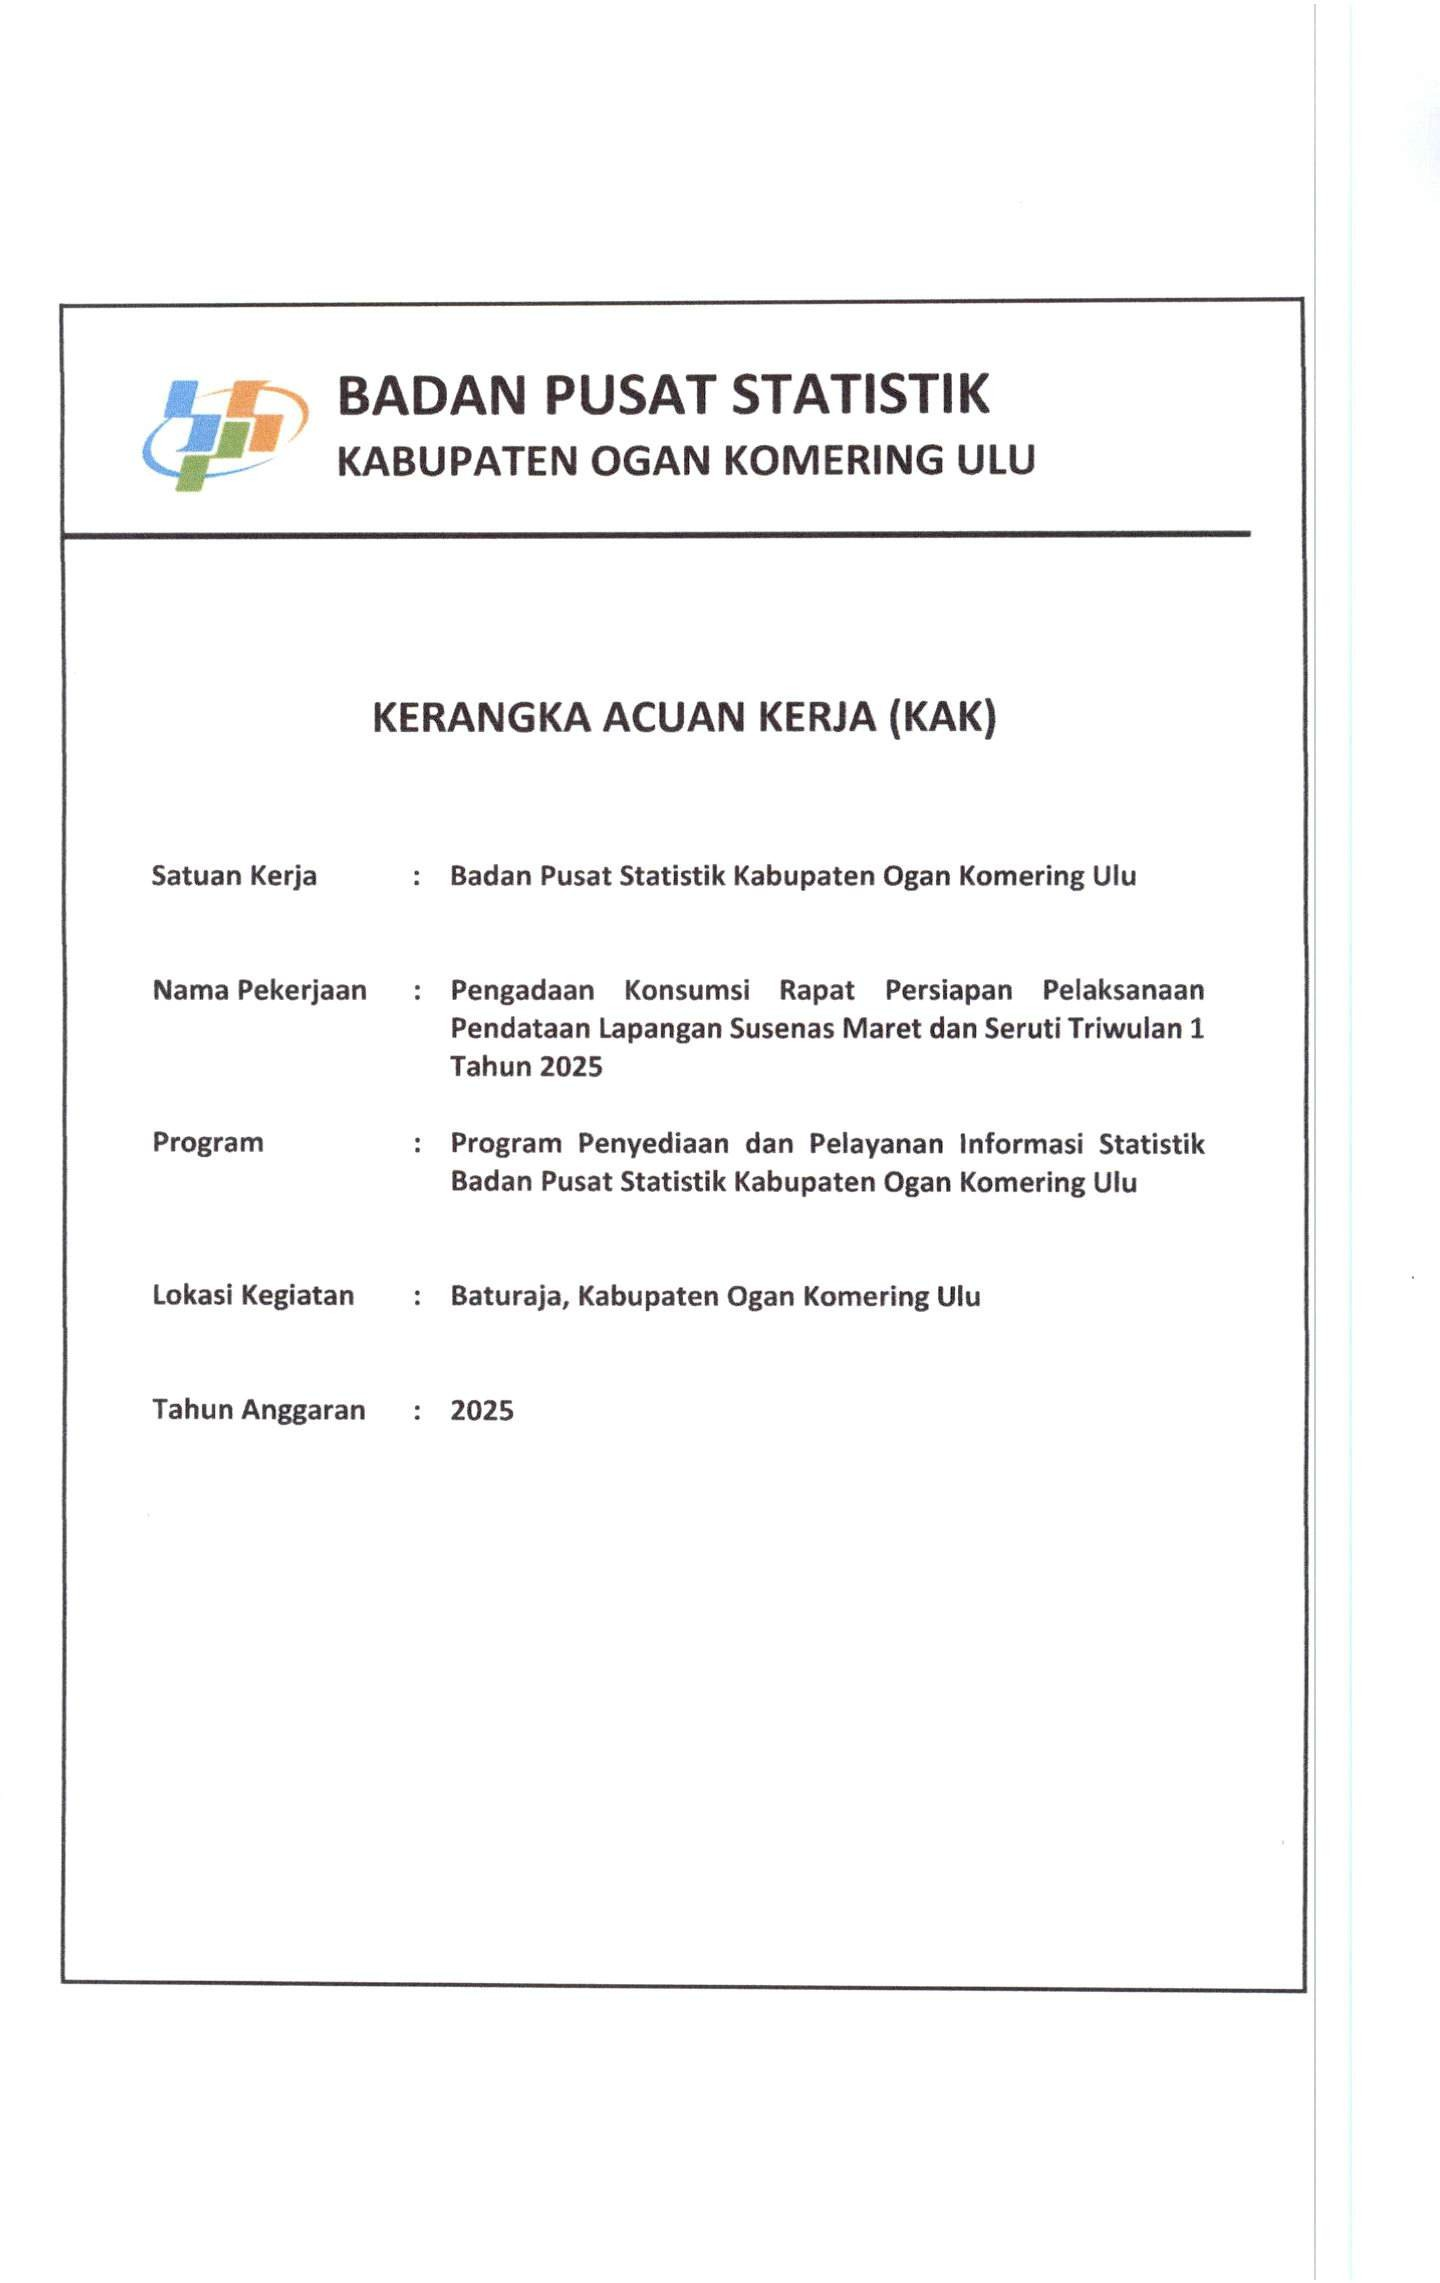 BADAN PUSAT STATISTIK
KABUPATEN OGAN KOMERING ULU
KERANGKA ACUAN KERJA (KAK)
Satuan Kerja : Badan Pusat Statistik Kabupaten Ogan Komering Ulu
Nama Pekerjaan : Pengadaan Konsumsi Rapat Persiapan Pelaksanaan
Pendataan Lapangan Susenas Maret dan Seruti Triwulan 1
Tahun 2025
Program : Program Penyediaan dan Pelayanan Informasi Statistik
Badan Pusat Statistik Kabupaten Ogan Komering Ulu
Lokasi Kegiatan : Baturaja, Kabupaten Ogan Komering Ulu
Tahun Anggaran : 2025